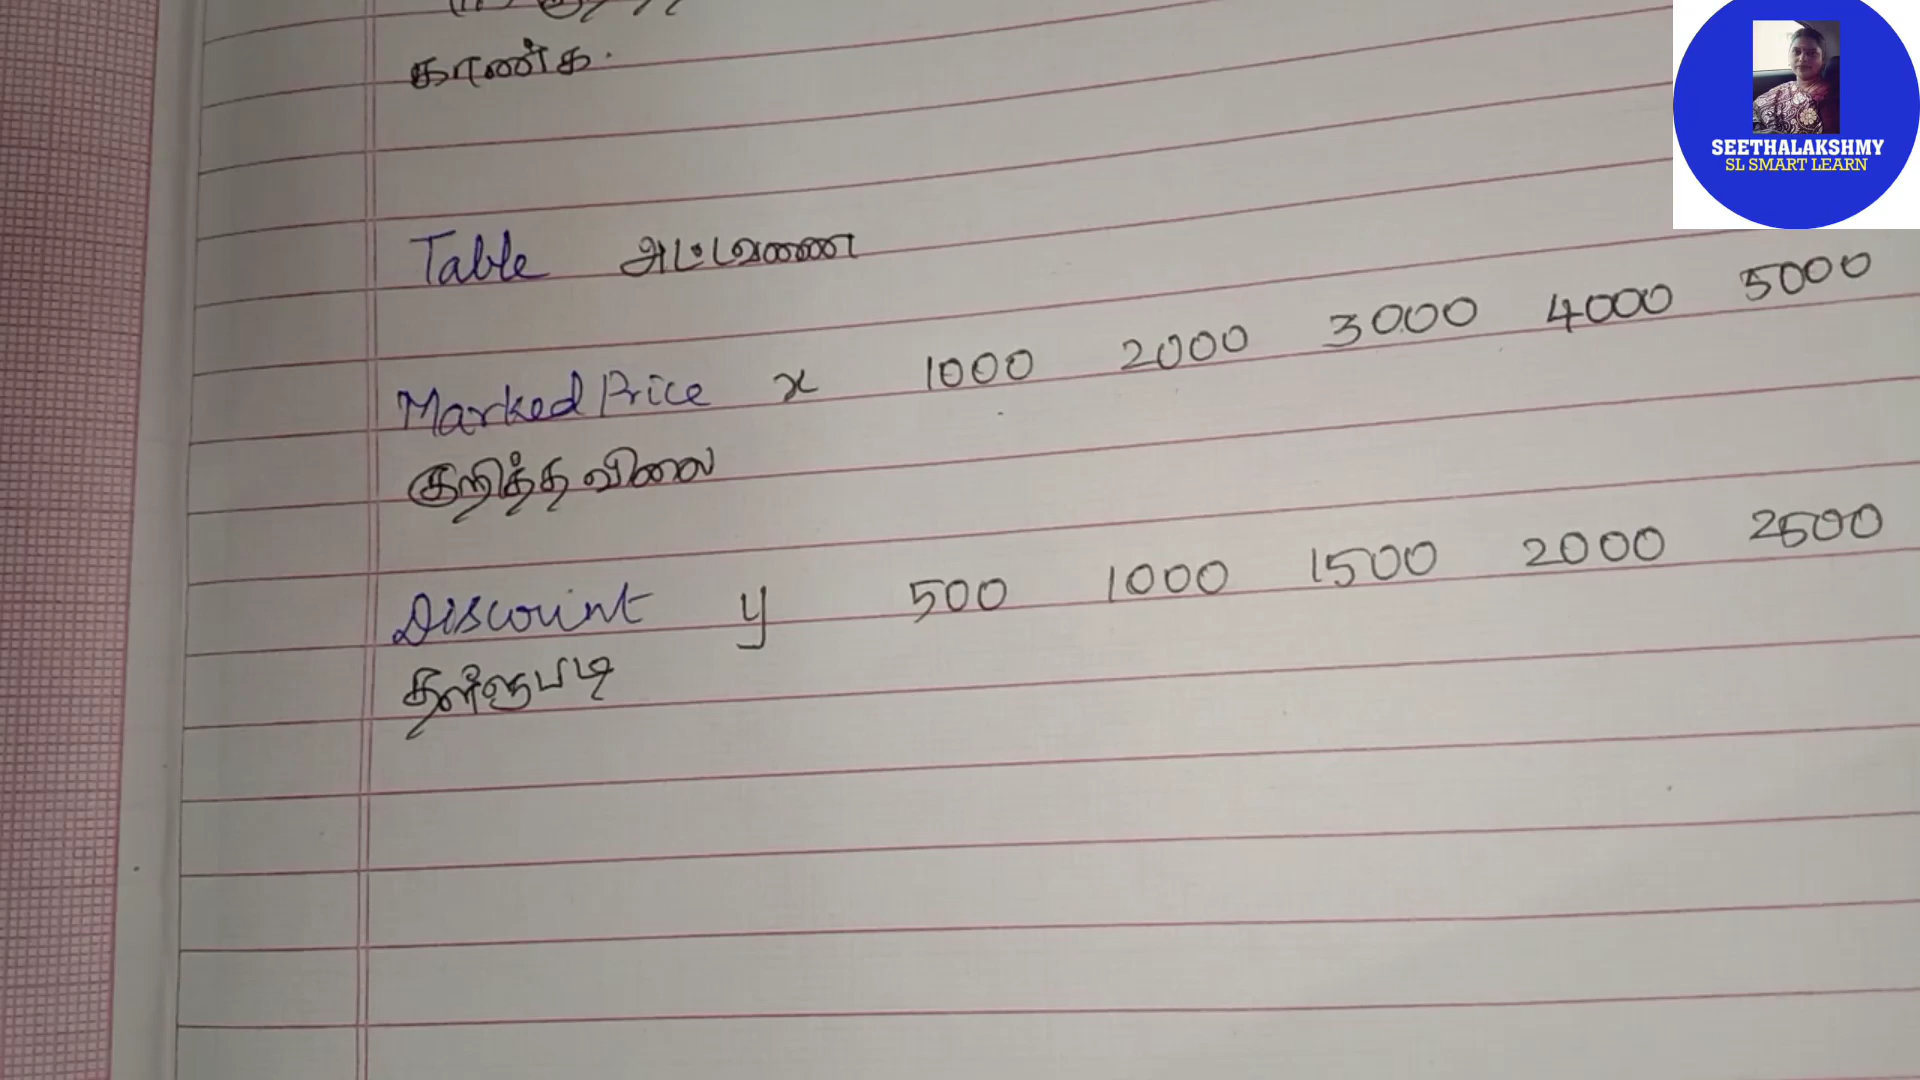 காண்க.
SEETHALAKSHMY
SL SMART LEARN
Table அட்டவணை
Marked Price x 1000 2000 3000 4000 5000
குறித்த விலை
Discount y 500 1000 1500 2000 2500
தள்ளுபடி